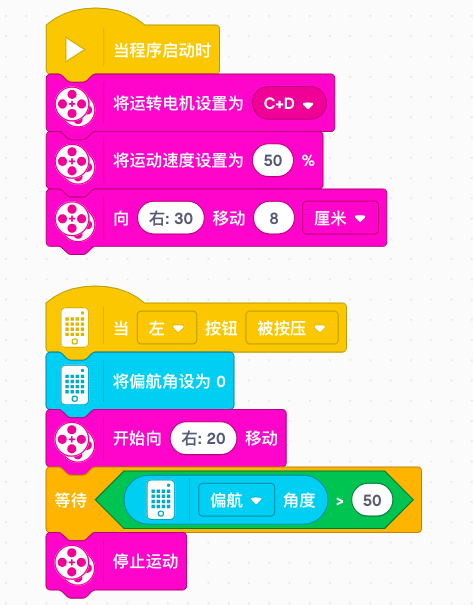 当程序启动时
将运转电机设置为 C+D
将运动速度设置为 50 %
向 右: 30 移动 8 厘米
当 左 按钮 被按压
将偏航角设为 0
开始向 右: 20 移动
等待 偏航 角度 > 50
停止运动